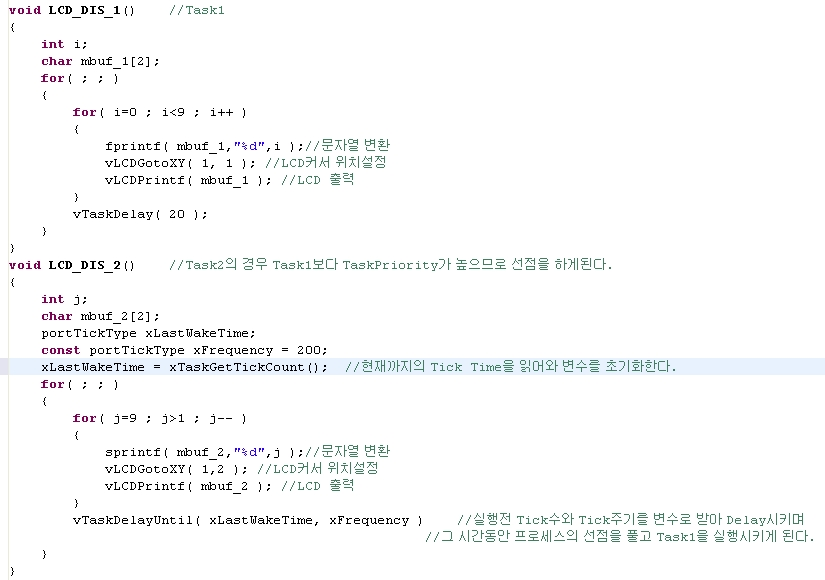 void LCD_DIS_1()    //Task1
{
    int i;
    char mbuf_1[2];
    for( ; ; )
    {
        for( i=0 ; i<9 ; i++ )
        {
            fprintf( mbuf_1,"%d",i );//문자열 변환
            vLCDGotoXY( 1, 1 ); //LCD커서 위치설정
            vLCDPrintf( mbuf_1 ); //LCD 출력
        }
        vTaskDelay( 20 );
    }
}
void LCD_DIS_2()    //Task2의 경우 Task1보다 TaskPriority가 높으므로 선점을 하게된다.
{
    int j;
    char mbuf_2[2];
    portTickType xLastWakeTime;
    const portTickType xFrequency = 200;
    xLastWakeTime = xTaskGetTickCount();  //현재까지의 Tick Time을 읽어와 변수를 초기화한다.
    for( ; ; )
    {
        for( j=9 ; j>1 ; j-- )
        {
            sprintf( mbuf_2,"%d",j );//문자열 변환
            vLCDGotoXY( 1,2 ); //LCD커서 위치설정
            vLCDPrintf( mbuf_2 ); //LCD 출력
        }
        vTaskDelayUntil( xLastWakeTime, xFrequency )    //실행전 Tick수와 Tick주기를 변수로 받아 Delay시키며
                                                    //그 시간동안 프로세스의 선점을 풀고 Task1을 실행시키게 된다.
    }
}